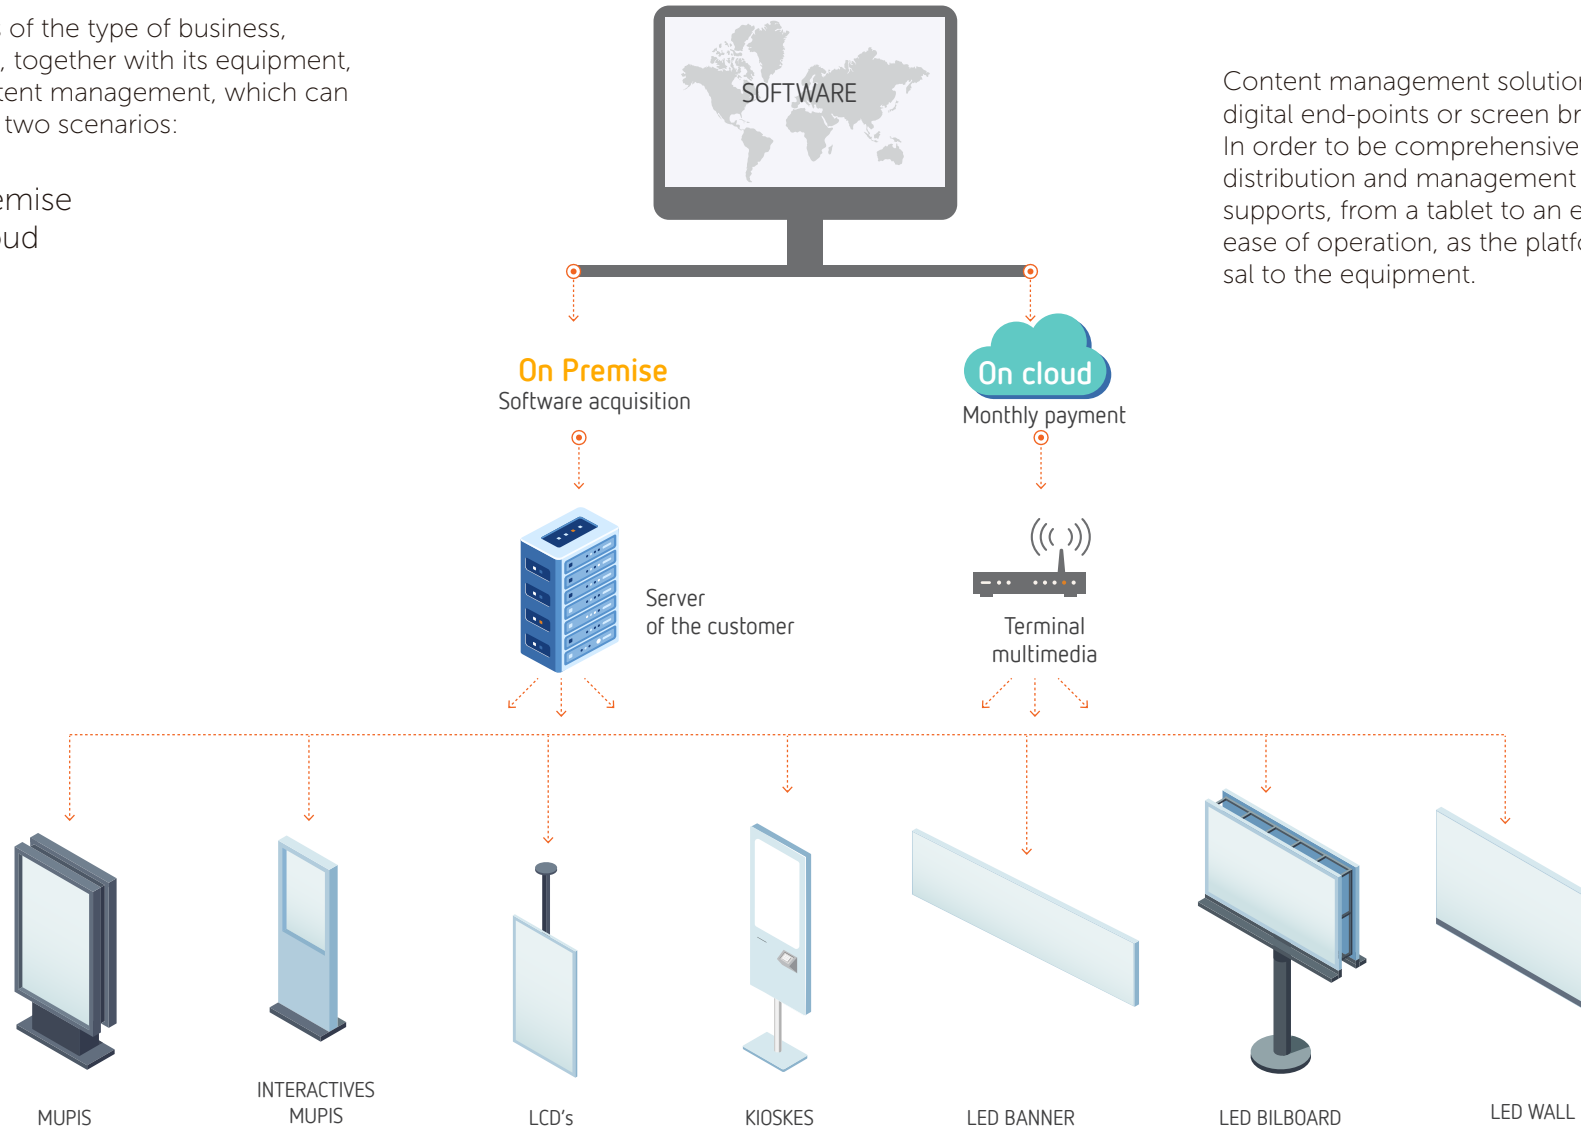 of the type of business,
, together with its equipment,
tent management, which can
two scenarios:
emise
oud
SOFTWARE
Content management solution
digital end-points or screen br
In order to be comprehensive
distribution and management
supports, from a tablet to an e
ease of operation, as the platfo
sal to the equipment.
On Premise
Software acquisition
On cloud
Monthly payment
Server
of the customer
Terminal
multimedia
MUPIS
INTERACTIVES
MUPIS
LCD's
KIOSKES
LED BANNER
LED BILBOARD
LED WALL